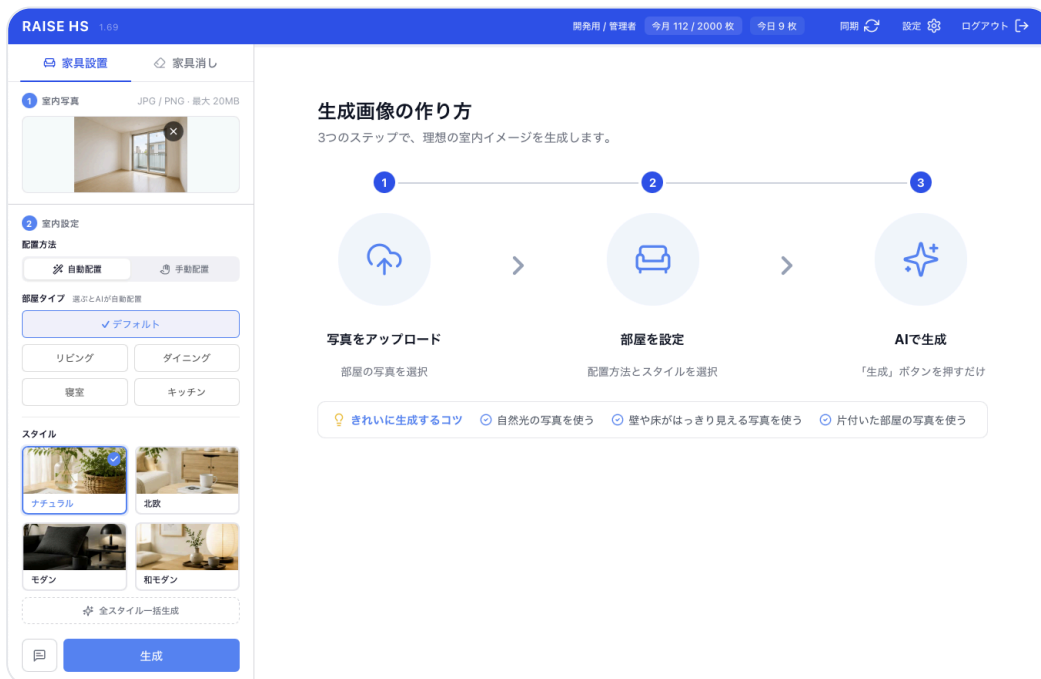 RAISE HS 1.69
開発用 / 管理者 今月 112 / 2000 枚 今日 9 枚 同期 設定 ログアウト
家具設置 家具消し
1 室内写真 JPG / PNG · 最大 20MB
2 室内設定
配置方法
自動配置 手動配置
部屋タイプ 選ぶとAIが自動配置
デフォルト
リビング ダイニング
寝室 キッチン
スタイル
ナチュラル 北欧
モダン 和モダン
全スタイル一括生成
生成
生成画像の作り方
3つのステップで、理想の室内イメージを生成します。
1 2 3
写真をアップロード 部屋を設定 AIで生成
部屋の写真を選択 配置方法とスタイルを選択 「生成」ボタンを押すだけ
きれいに生成するコツ 自然光の写真を使う 壁や床がはっきり見える写真を使う 片付いた部屋の写真を使う